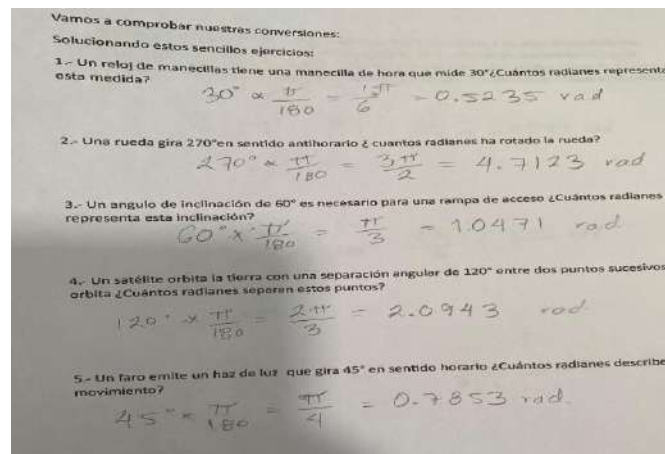 Vamos a comprobar nuestras conversiones:
Solucionando estos sencillos ejercicios:
1.- Un reloj de manecillas tiene una manecilla de hora que mide 30°¿Cuántos radianes represent
esta medida?
30° x π/180 = 1π/6 = 0.5235 rad
2.- Una rueda gira 270°en sentido antihorario ¿ cuantos radianes ha rotado la rueda?
270° x π/180 = 3π/2 = 4.7123 rad
3.- Un angulo de inclinación de 60° es necesario para una rampa de acceso ¿Cuántos radianes
representa esta inclinación?
60° x π/180 = π/3 = 1.0471 rad
4.- Un satélite orbita la tierra con una separación angular de 120° entre dos puntos sucesivos
orbita ¿Cuántos radianes separan estos puntos?
120° x π/180 = 2π/3 = 2.0943 rad
5.- Un faro emite un haz de luz que gira 45° en sentido horario ¿Cuántos radianes describe
movimiento?
45° x π/180 = π/4 = 0.7853 rad.